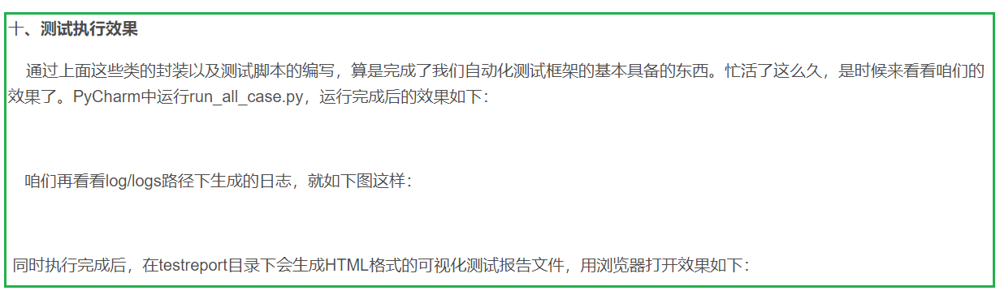 十、测试执行效果
通过上面这些类的封装以及测试脚本的编写，算是完成了我们自动化测试框架的基本具备的东西。忙活了这么久，是时候来看看咱们的
效果了。PyCharm中运行run_all_case.py，运行完成后的效果如下：
咱们再看看log/logs路径下生成的日志，就如下图这样：
同时执行完成后，在testreport目录下会生成HTML格式的可视化测试报告文件，用浏览器打开效果如下：